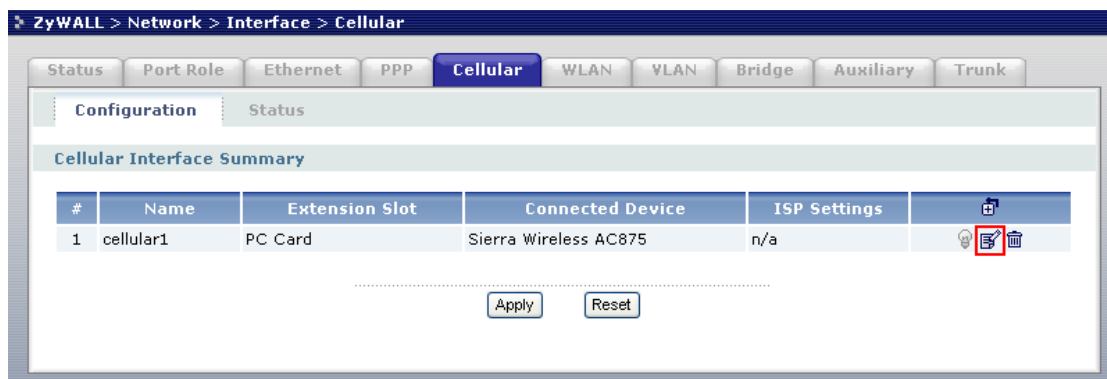 ZyWALL > Network > Interface > Cellular
Status Port Role Ethernet PPP Cellular WLAN VLAN Bridge Auxiliary Trunk
Configuration Status
Cellular Interface Summary
# Name Extension Slot Connected Device ISP Settings
1 cellular1 PC Card Sierra Wireless AC875 n/a
Apply Reset